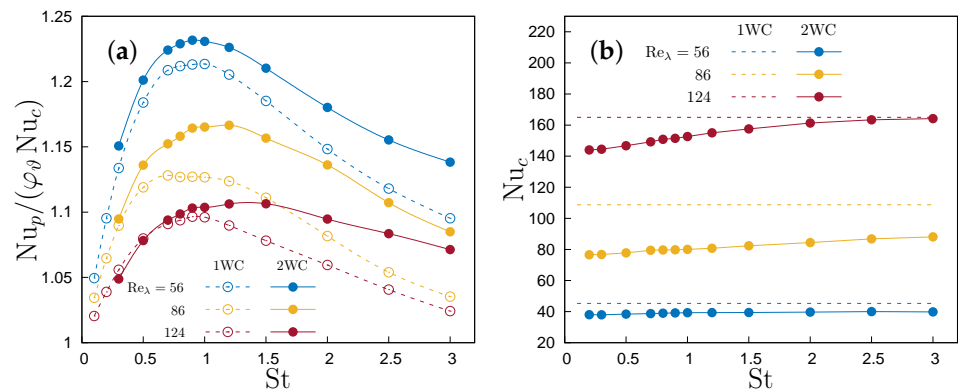 (a)
Nu_p/(φ_ϑ Nu_c)
1.25
1.2
1.15
1.1
1.05
1
1WC 2WC
Re_λ = 56
86
124
0 0.5 1 1.5 2 2.5 3
St
(b)
Nu_c
220
200
180
160
140
120
100
80
60
40
20
1WC 2WC
Re_λ = 56
86
124
0.5 1 1.5 2 2.5 3
St